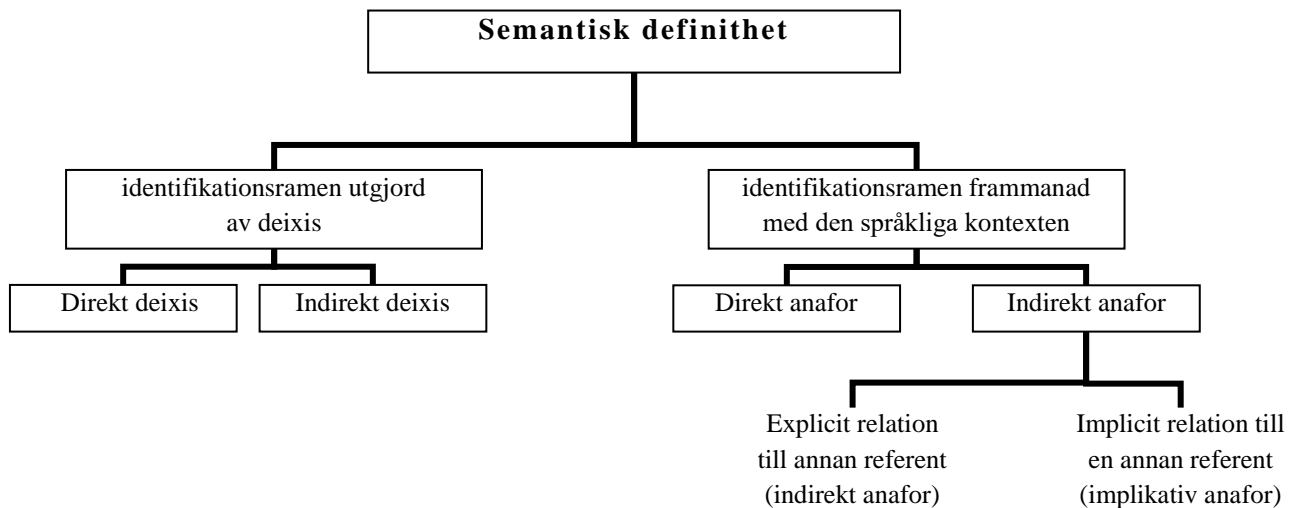 Semantisk definithet
identifikationsramen utgjord
av deixis
identifikationsramen frammanad
med den språkliga kontexten
Direkt deixis
Indirekt deixis
Direkt anafor
Indirekt anafor
Explicit relation
till annan referent
(indirekt anafor)
Implicit relation till
en annan referent
(implikativ anafor)